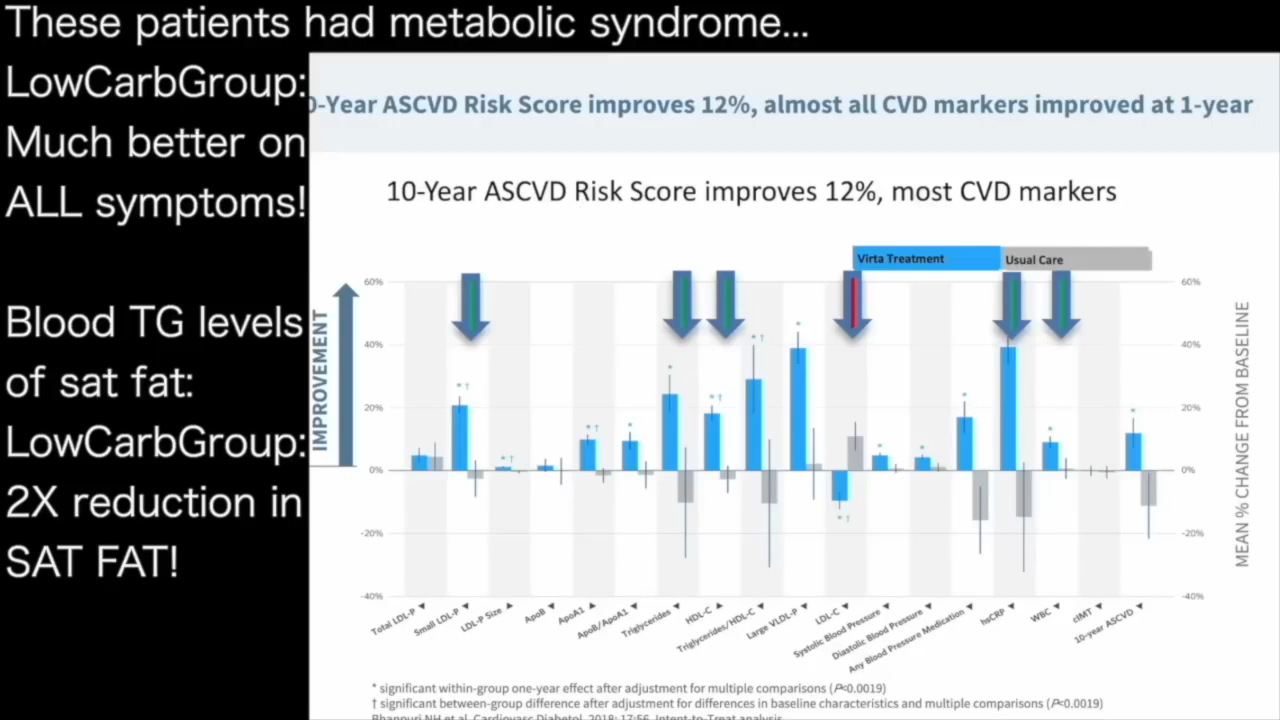 These patients had metabolic syndrome...
LowCarbGroup:
Much better on
ALL symptoms!
Blood TG levels
of sat fat:
LowCarbGroup:
2X reduction in
SAT FAT!
0-Year ASCVD Risk Score improves 12%, almost all CVD markers improved at 1-year
10-Year ASCVD Risk Score improves 12%, most CVD markers
Virta Treatment
Usual Care
IMPROVEMENT
60%
40%
20%
0%
-20%
-40%
60%
40%
20%
0%
-20%
-40%
MEAN % CHANGE FROM BASELINE
Total LDL-P ▼
Small LDL-P ▼
LDL-P Size ▲
ApoB ▼
ApoA1 ▲
ApoB/ApoA1 ▼
Triglycerides ▼
HDL-C ▲
Triglycerides/HDL-C ▼
Large VLDL-P ▼
LDL-C ▼
Systolic Blood Pressure ▼
Diastolic Blood Pressure ▼
Any Blood Pressure Medication ▼
hsCRP ▼
WBC ▼
cIMT ▼
10-year ASCVD ▼
* significant within-group one-year effect after adjustment for multiple comparisons (P<0.0019)
† significant between-group difference after adjustment for differences in baseline characteristics and multiple comparisons (P<0.0019)
Bhanpuri NH et al. Cardiovasc Diabetol. 2018; 17:56. Intent-to-Treat analysis